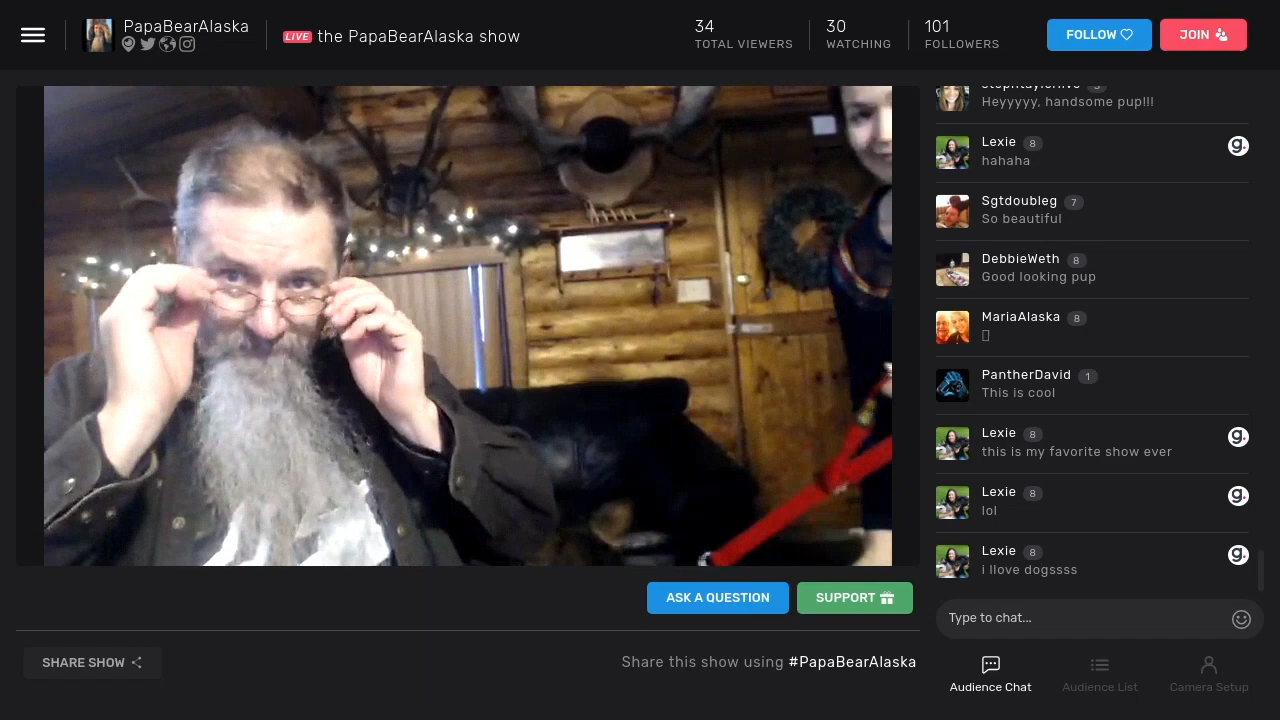 PapaBearAlaska
LIVE the PapaBearAlaska show
34
TOTAL VIEWERS
30
WATCHING
101
FOLLOWERS
FOLLOW
JOIN
Heyyyyy, handsome pup!!!
Lexie 8
hahaha
Sgtdoubleg 7
So beautiful
DebbieWeth 8
Good looking pup
MariaAlaska 8
PantherDavid 1
This is cool
Lexie 8
this is my favorite show ever
Lexie 8
lol
Lexie 8
i llove dogssss
g.
g.
g.
g.
ASK A QUESTION
SUPPORT
Type to chat...
SHARE SHOW
Share this show using #PapaBearAlaska
Audience Chat
Audience List
Camera Setup